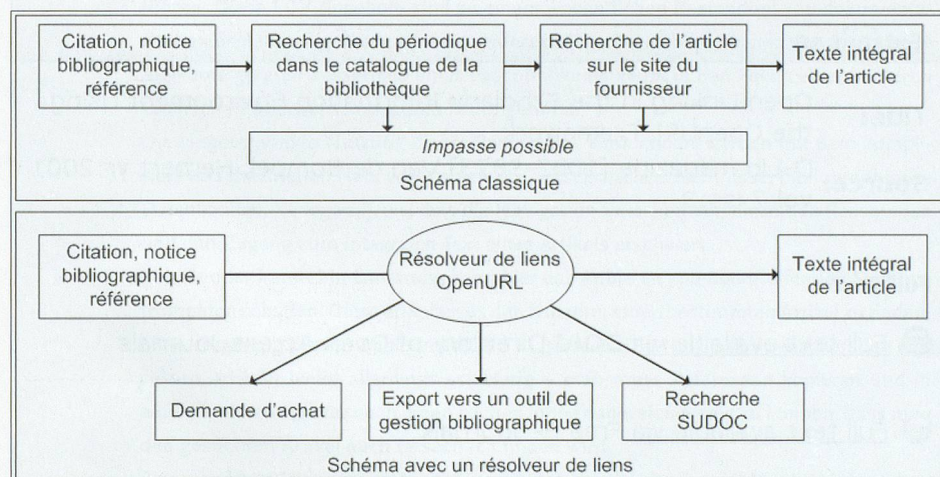 Citation, notice
bibliographique,
référence
Recherche du périodique
dans le catalogue de la
bibliothèque
Recherche de l'article
sur le site du
fournisseur
Texte intégral
de l'article
Impasse possible
Schéma classique
Citation, notice
bibliographique,
référence
Résolveur de liens
OpenURL
Texte intégral
de l'article
Demande d'achat
Export vers un outil de
gestion bibliographique
Recherche
SUDOC
Schéma avec un résolveur de liens